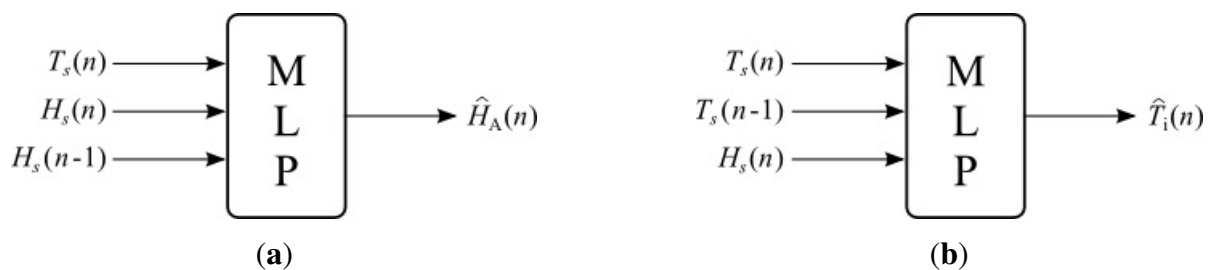 T_s(n)
H_s(n)
H_s(n-1)
M
L
P
Ĥ_A(n)
(a)
T_s(n)
T_s(n-1)
H_s(n)
M
L
P
T̂_i(n)
(b)